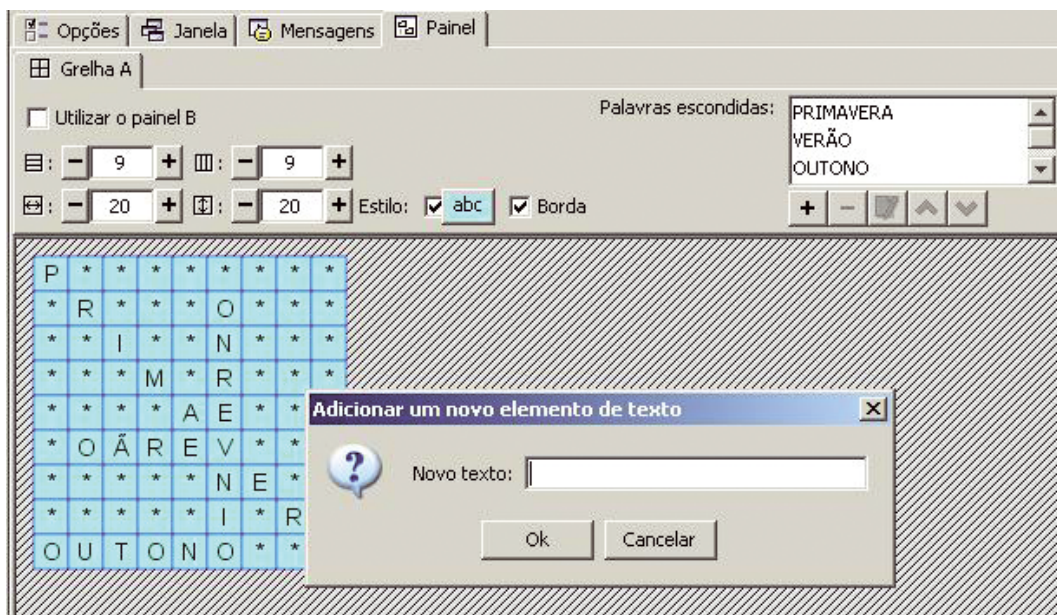 Opções Janela Mensagens Painel
Grelha A
Utilizar o painel B
Palavras escondidas:
PRIMAVERA
VERÃO
OUTONO
: - 9 + : - 9 +
: - 20 + : - 20 + Estilo: abc Borda
+ -
P * * * * * * * *
* R * * * O * * *
* * I * * N * * *
* * * M * R * * *
* * * * A E * *
* O Ã R E V * *
* * * * * N E *
* * * * * I * R
O U T O N O * *
Adicionar um novo elemento de texto
? Novo texto:
Ok Cancelar